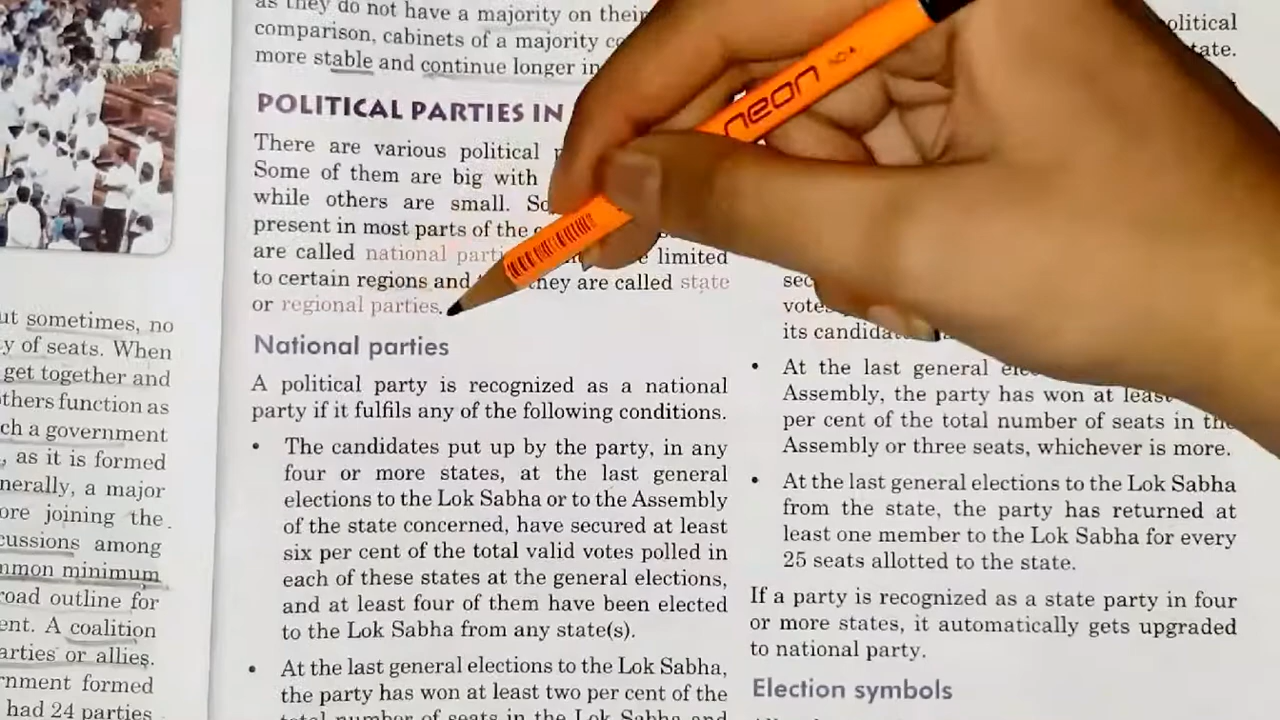 ut sometimes, no
y of seats. When
get together and
thers function as
ch a government
, as it is formed
nerally, a major
ore joining the
cussions among
mmon minimum
road outline for
ent. A coalition
arties or allies.
rnment formed
had 24 parties
as they do not have a majority on their
comparison, cabinets of a majority
more stable and continue longer in
POLITICAL PARTIES IN
There are various political
Some of them are big with
while others are small.
present in most parts of the
are called national parti limited
to certain regions and they are called state
or regional parties.
National parties
A political party is recognized as a national
party if it fulfils any of the following conditions.
• The candidates put up by the party, in any
four or more states, at the last general
elections to the Lok Sabha or to the Assembly
of the state concerned, have secured at least
six per cent of the total valid votes polled in
each of these states at the general elections,
and at least four of them have been elected
to the Lok Sabha from any state(s).
• At the last general elections to the Lok Sabha,
the party has won at least two per cent of the
total number of seats in the Lok Sabha and
olitical
tate.
sec
votes
its candida
• At the last general ele
Assembly, the party has won at least
per cent of the total number of seats in the
Assembly or three seats, whichever is more.
• At the last general elections to the Lok Sabha
from the state, the party has returned at
least one member to the Lok Sabha for every
25 seats allotted to the state.
If a party is recognized as a state party in four
or more states, it automatically gets upgraded
to national party.
Election symbols
neon